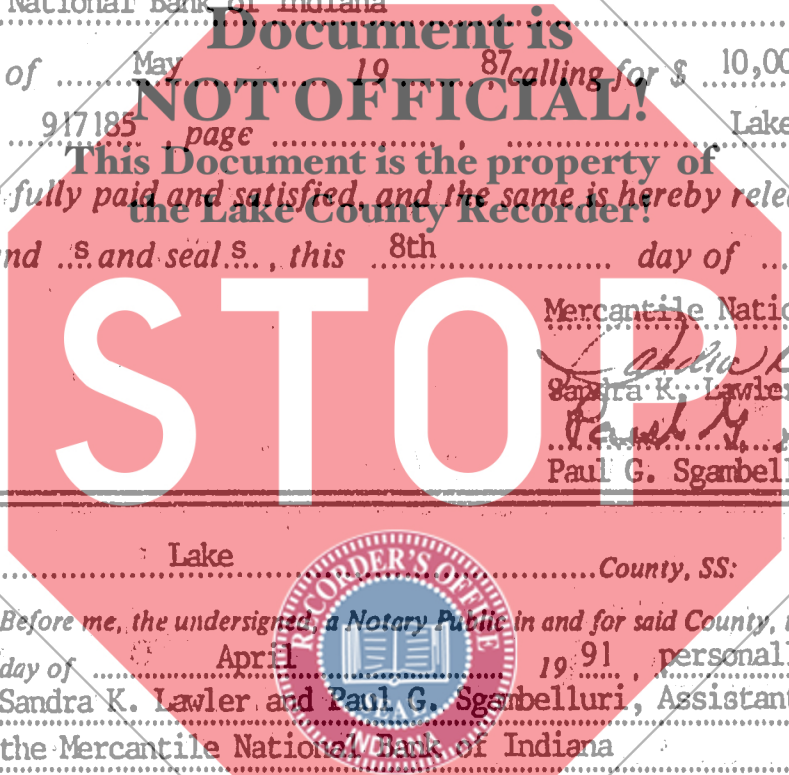 National Bank of Indiana
Document is
of May 19 87 calling for $ 10,00
NOT OFFICIAL!
917185 , page , Lake
This Document is the property of
fully paid and satisfied, and the same is hereby rele
the Lake County Recorder!
nd s and seal s , this 8th day of
STOP
Mercantile Natio
Sandra K. Lawler
Paul G.
Paul G. Sgambell
Lake County, SS:
RECORDER'S OFFICE
Before me, the undersigned, a Notary Public in and for said County,
day of April 19 91 , personal
Sandra K. Lawler and Paul G. Sgambelluri, Assistant
the Mercantile National Bank of Indiana
INDIANA